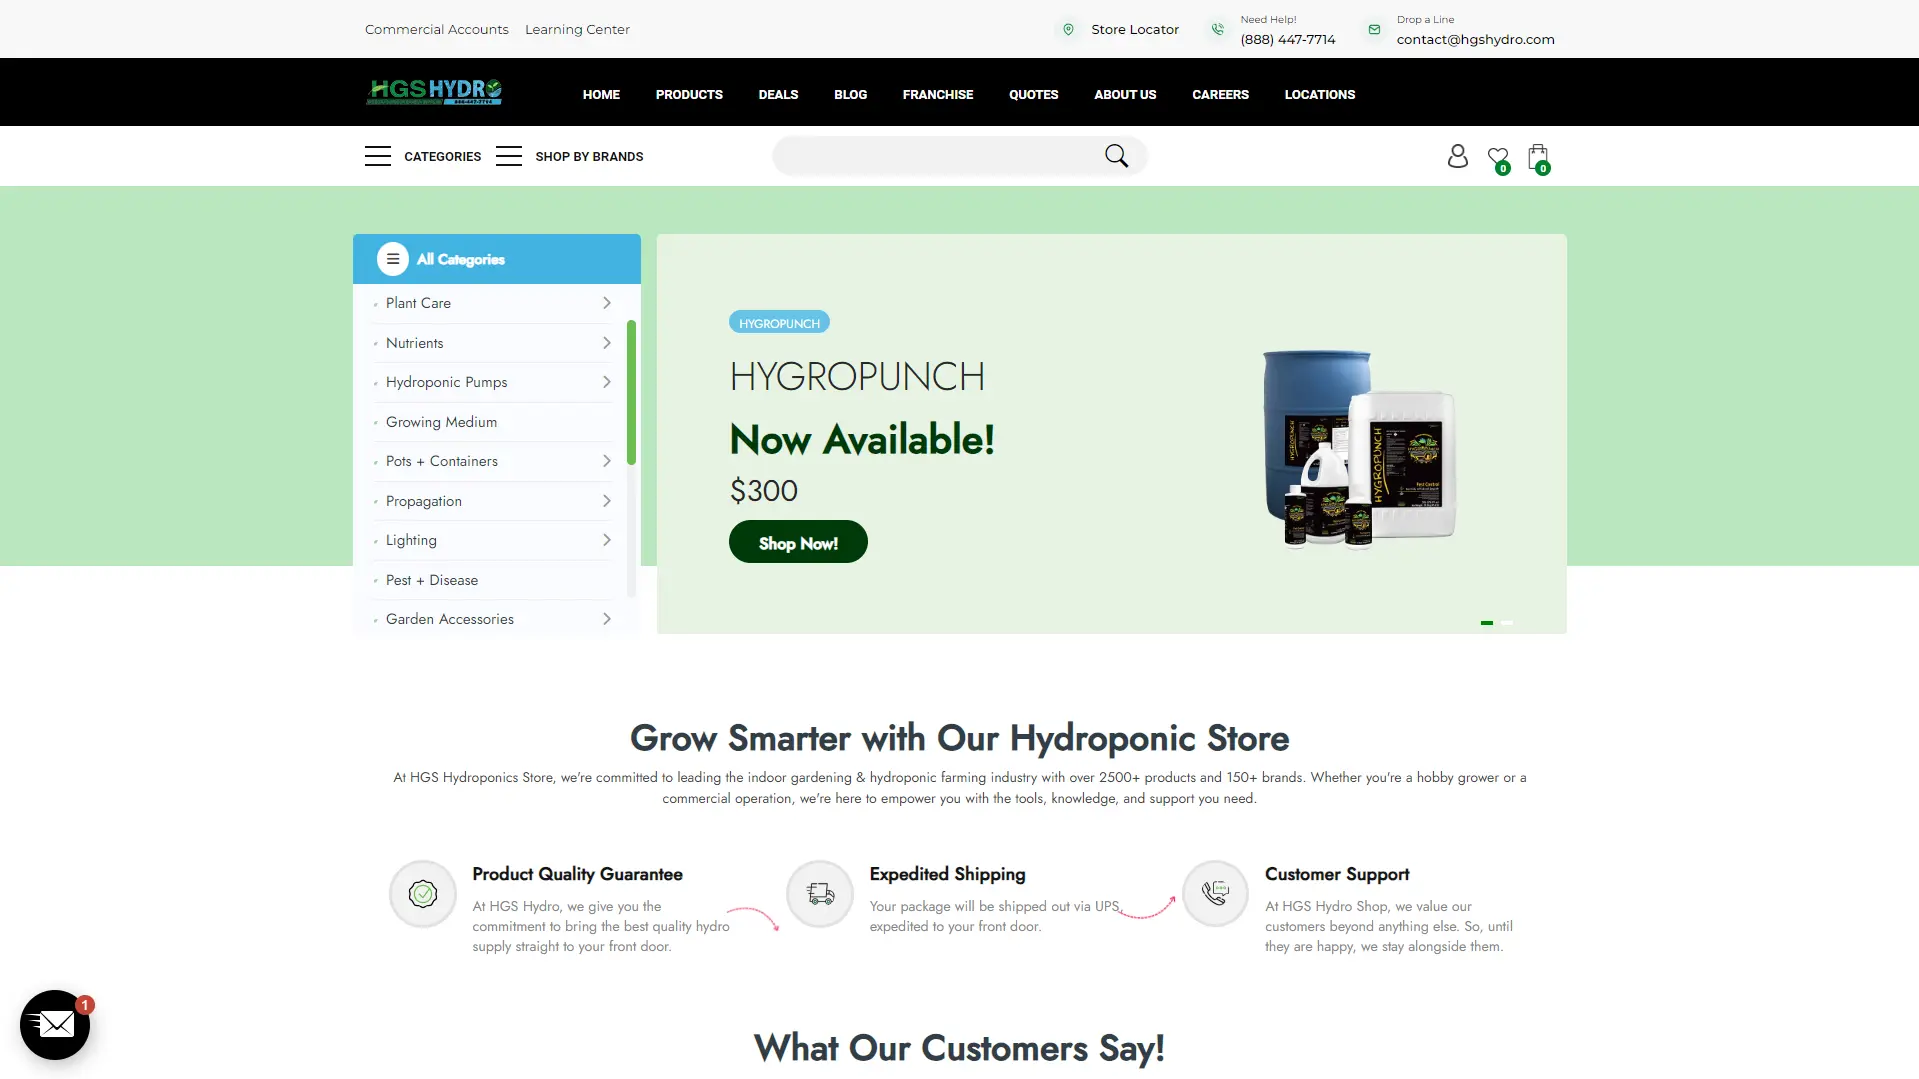 Commercial Accounts Learning Center
Store Locator
Need Help!
(888) 447-7714
Drop a Line
contact@hgshydro.com
HGSHYDRO
888-447-7714
HOME PRODUCTS DEALS BLOG FRANCHISE QUOTES ABOUT US CAREERS LOCATIONS
CATEGORIES SHOP BY BRANDS
0
0
All Categories
Plant Care
Nutrients
Hydroponic Pumps
Growing Medium
Pots + Containers
Propagation
Lighting
Pest + Disease
Garden Accessories
HYGROPUNCH
HYGROPUNCH
Now Available!
$300
Shop Now!
HYGROPUNCH
HYGROPUNCH
Pest Control
Grow Smarter with Our Hydroponic Store
At HGS Hydroponics Store, we're committed to leading the indoor gardening & hydroponic farming industry with over 2500+ products and 150+ brands. Whether you're a hobby grower or a
commercial operation, we're here to empower you with the tools, knowledge, and support you need.
Product Quality Guarantee
At HGS Hydro, we give you the
commitment to bring the best quality hydro
supply straight to your front door.
Expedited Shipping
Your package will be shipped out via UPS,
expedited to your front door.
Customer Support
At HGS Hydro Shop, we value our
customers beyond anything else. So, until
they are happy, we stay alongside them.
1
What Our Customers Say!